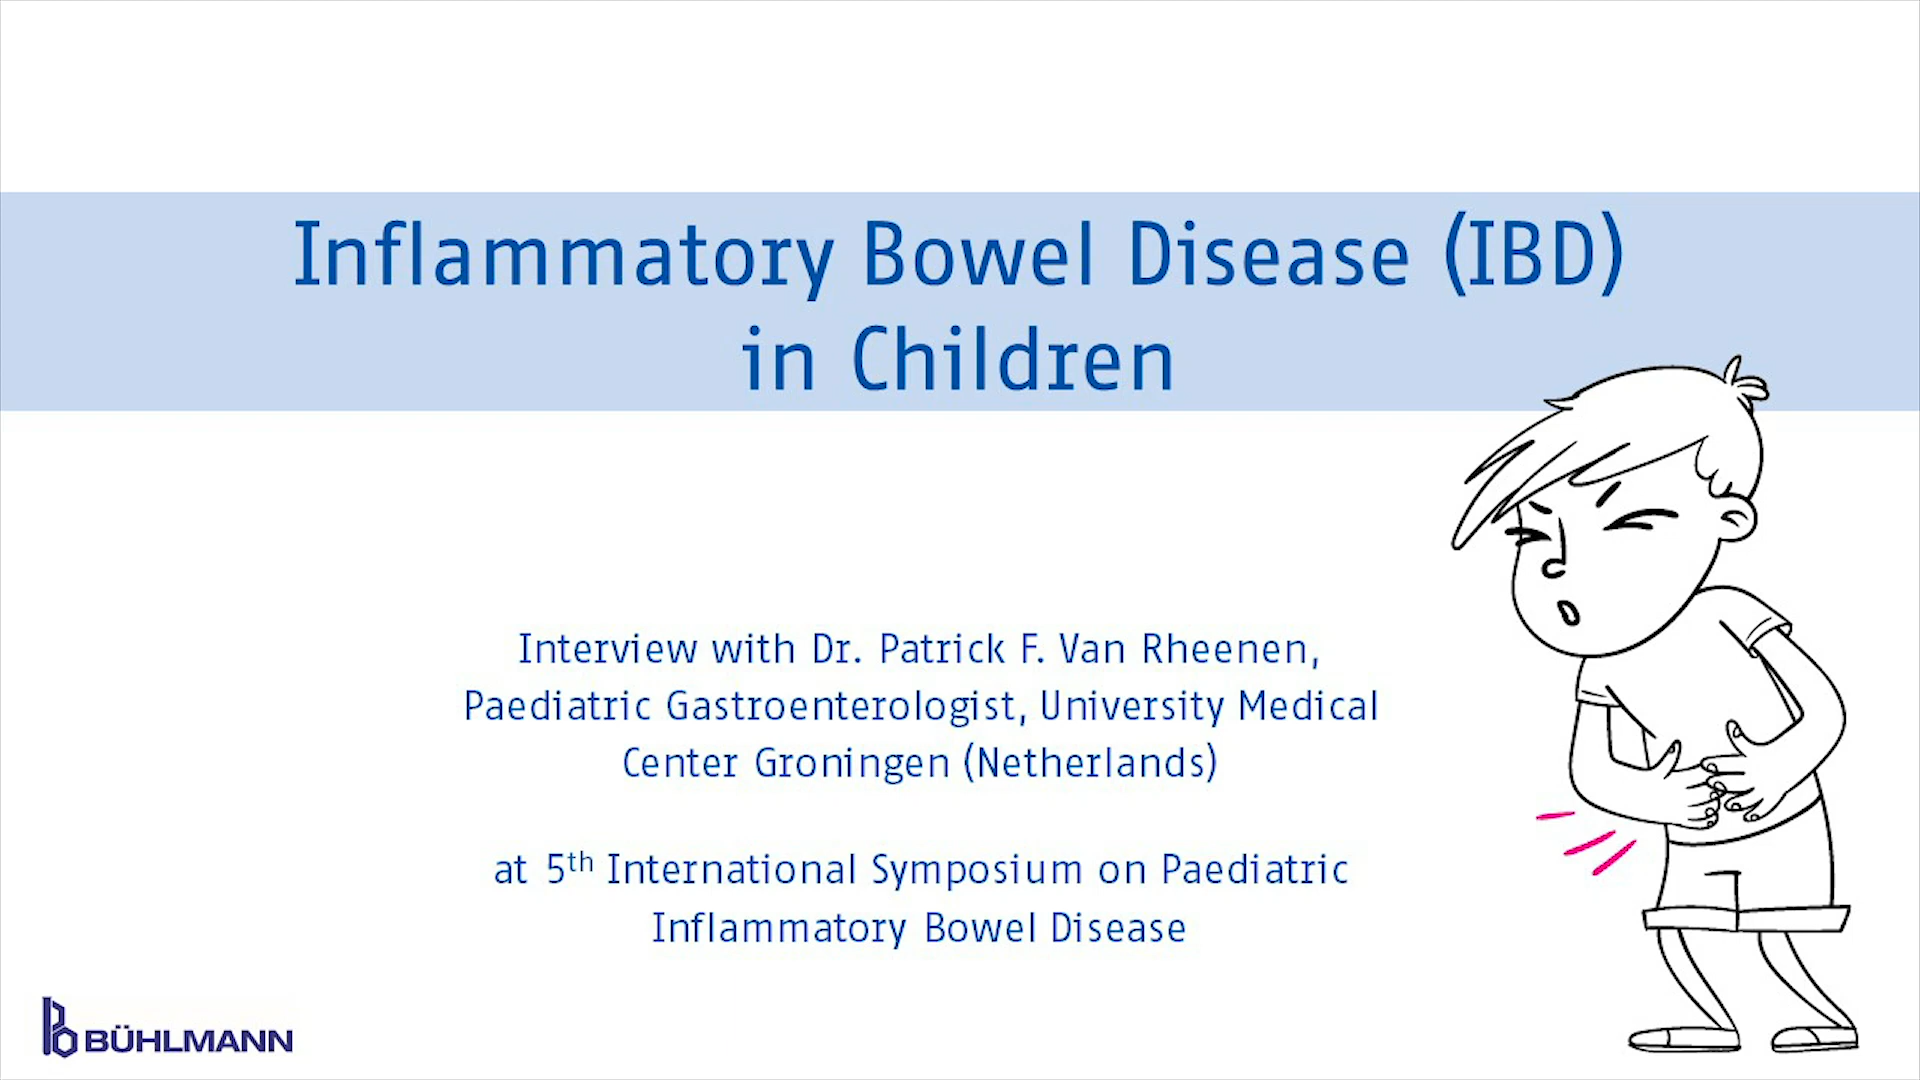 Inflammatory Bowel Disease (IBD)
in Children
Interview with Dr. Patrick F. Van Rheenen,
Paediatric Gastroenterologist, University Medical
Center Groningen (Netherlands)
at 5th International Symposium on Paediatric
Inflammatory Bowel Disease
BÜHLMANN